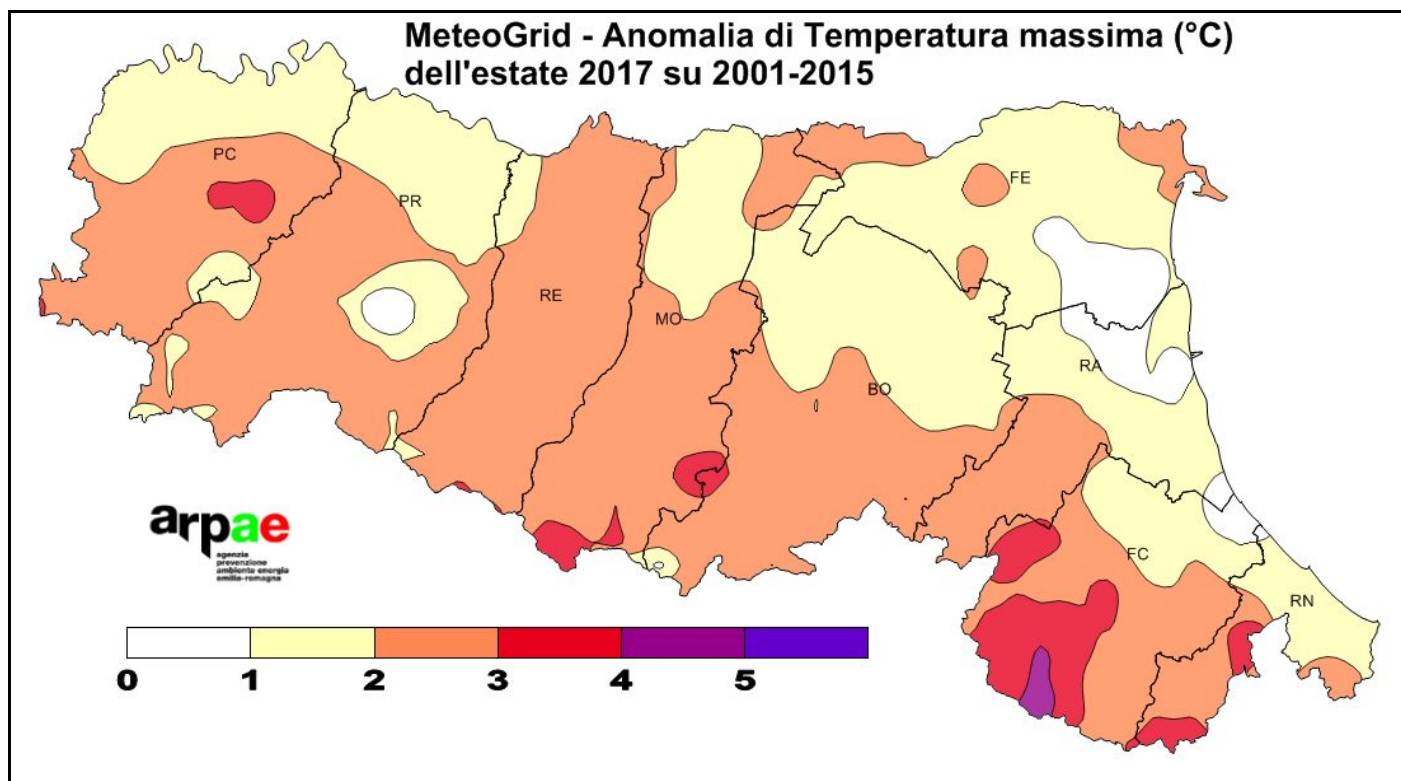 MeteoGrid - Anomalia di Temperatura massima (°C)
dell'estate 2017 su 2001-2015
PC
PR
FE
RE
MO
RA
BO
FC
RN
arpae
agenzia
prevenzione
ambiente energia
emilia-romagna
0 1 2 3 4 5